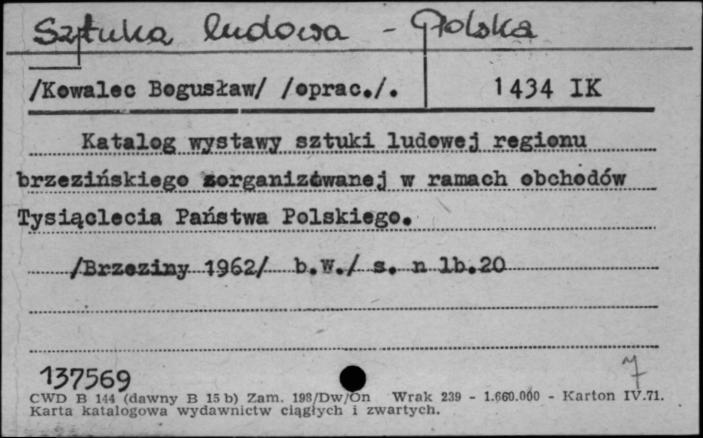 Sztuka ludowa - Polska
/Kowalec Bogusław/ /oprac./.
1434 IK
Katalog wystawy sztuki ludowej regionu
brzezińskiego zorganizowanej w ramach obchodów
Tysiąclecia Państwa Polskiego.
/Brzeziny 1962/ b.W./ s. n lb.20
137569
7
CWD B 144 (dawny B 15 b) Zam. 198/Dw/On Wrak 239 - 1.660.000 - Karton IV.71.
Karta katalogowa wydawnictw ciągłych i zwartych.